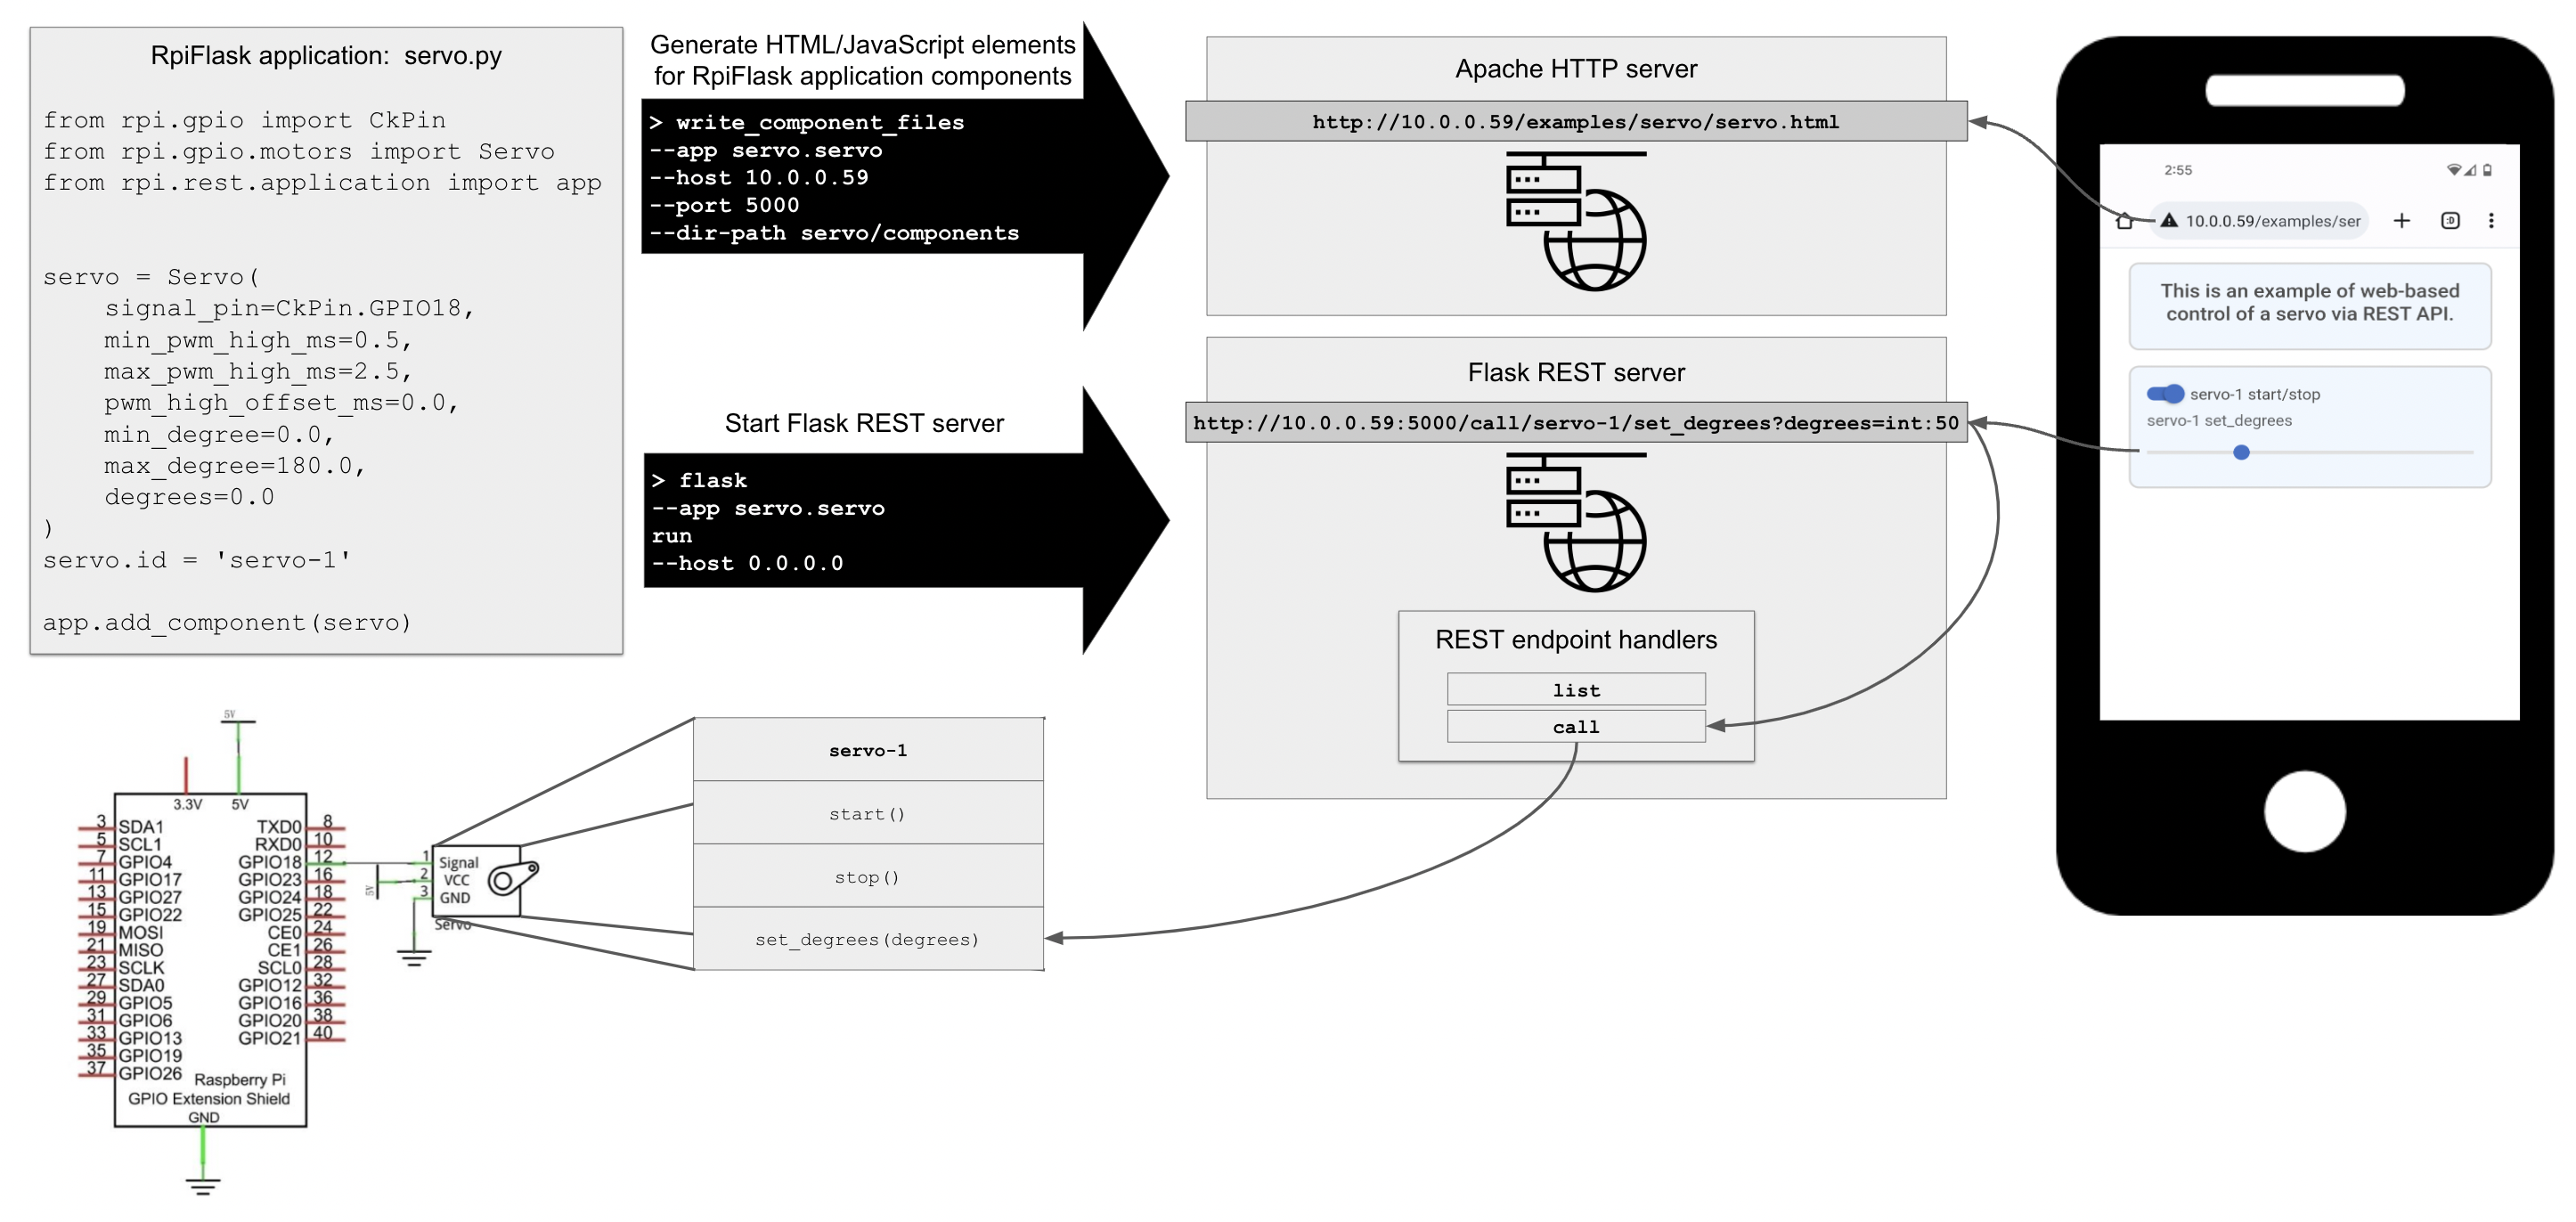 RpiFlask application:  servo.py
from rpi.gpio import CkPin
from rpi.gpio.motors import Servo
from rpi.rest.application import app
servo = Servo(
    signal_pin=CkPin.GPIO18,
    min_pwm_high_ms=0.5,
    max_pwm_high_ms=2.5,
    pwm_high_offset_ms=0.0,
    min_degree=0.0,
    max_degree=180.0,
    degrees=0.0
)
servo.id = 'servo-1'
app.add_component(servo)
Generate HTML/JavaScript elements
for RpiFlask application components
> write_component_files
--app servo.servo
--host 10.0.0.59
--port 5000
--dir-path servo/components
Start Flask REST server
> flask
--app servo.servo
run
--host 0.0.0.0
Apache HTTP server
http://10.0.0.59/examples/servo/servo.html
Flask REST server
http://10.0.0.59:5000/call/servo-1/set_degrees?degrees=int:50
REST endpoint handlers
list
call
2:55
10.0.0.59/examples/ser
:D
This is an example of web-based
control of a servo via REST API.
servo-1 start/stop
servo-1 set_degrees
servo-1
start()
stop()
set_degrees(degrees)
5V
3.3V 5V
3 SDA1 TXD0 8
5 SCL1 RXD0 10
7 GPIO4 GPIO18 12
11 GPIO17 GPIO23 16
13 GPIO27 GPIO24 18
15 GPIO22 GPIO25 22
19 MOSI CE0 24
21 MISO CE1 26
23 SCLK SCL0 28
27 SDA0 GPIO12 32
29 GPIO5 GPIO16 36
31 GPIO6 GPIO20 38
33 GPIO13 GPIO21 40
35 GPIO19
37 GPIO26
Raspberry Pi
GPIO Extension Shield
GND
5V
1 Signal
2 VCC
3 GND
Servo